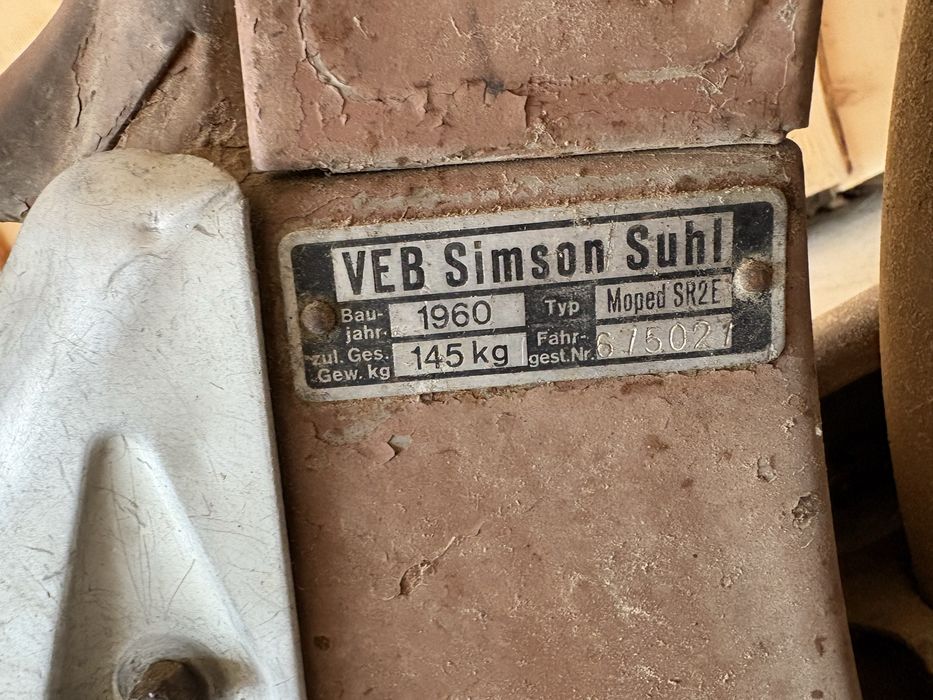 VEB Simson Suhl
Bau-
jahr 1960 Typ Moped SR2E
zul. Ges.
Gew. kg 145 kg Fahr-
gest.Nr. 675027